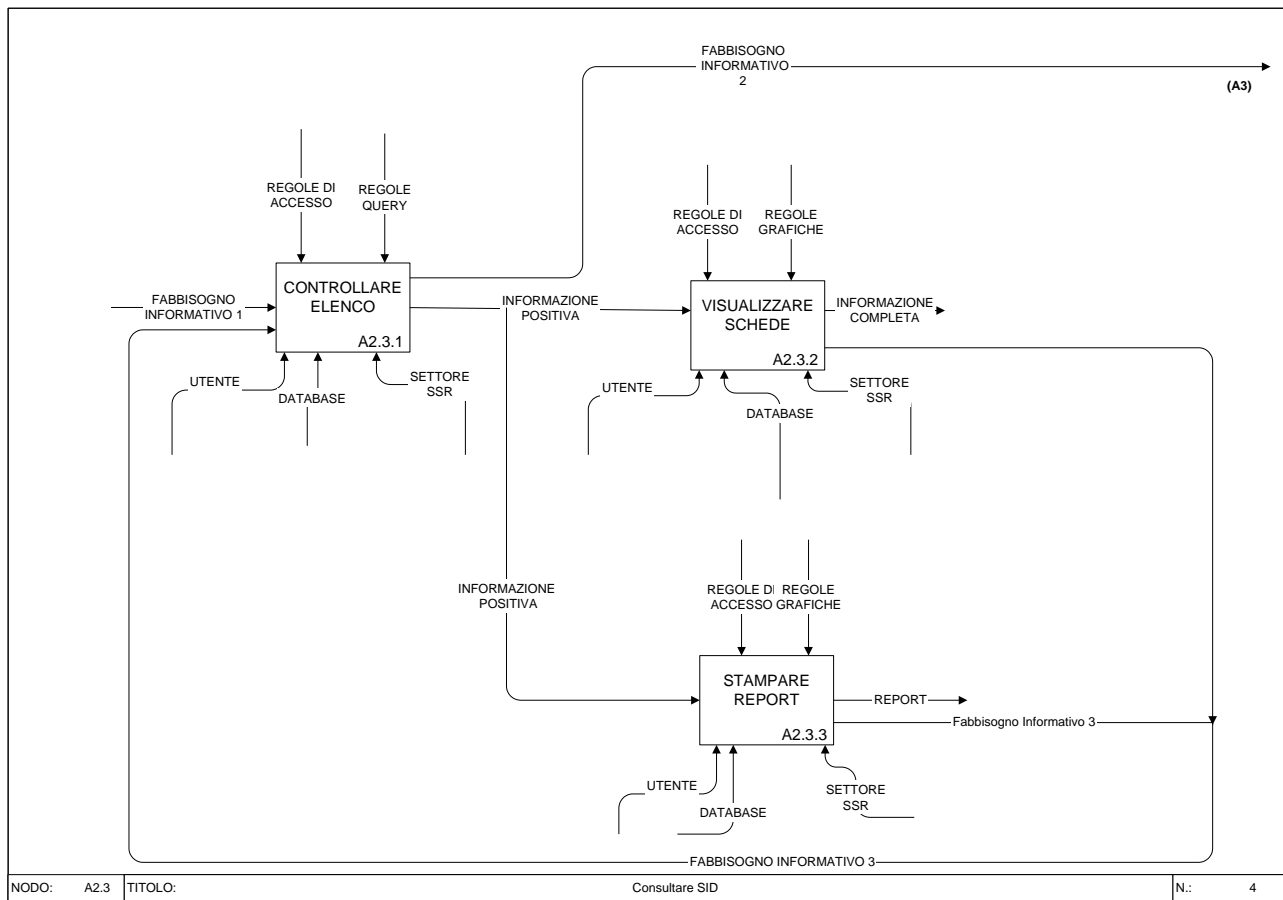 FABBISOGNO
INFORMATIVO
2
(A3)
REGOLE DI
ACCESSO
REGOLE
QUERY
REGOLE DI
ACCESSO
REGOLE
GRAFICHE
CONTROLLARE
ELENCO
A2.3.1
FABBISOGNO
INFORMATIVO 1
INFORMAZIONE
POSITIVA
VISUALIZZARE
SCHEDE
A2.3.2
INFORMAZIONE
COMPLETA
UTENTE
DATABASE
SETTORE
SSR
UTENTE
DATABASE
SETTORE
SSR
INFORMAZIONE
POSITIVA
REGOLE DI
ACCESSO
REGOLE
GRAFICHE
STAMPARE
REPORT
A2.3.3
REPORT
Fabbisogno Informativo 3
UTENTE
DATABASE
SETTORE
SSR
FABBISOGNO INFORMATIVO 3
NODO: A2.3 TITOLO: Consultare SID N.: 4